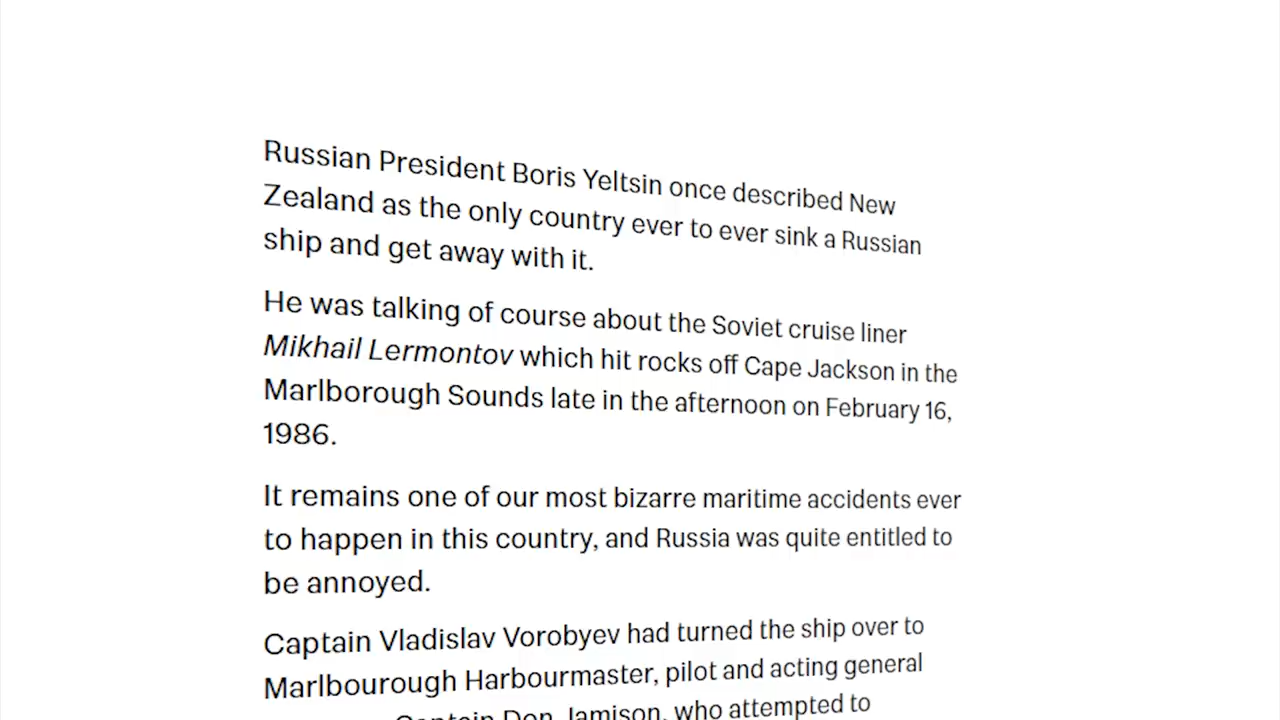 Russian President Boris Yeltsin once described New
Zealand as the only country ever to ever sink a Russian
ship and get away with it.
He was talking of course about the Soviet cruise liner
Mikhail Lermontov which hit rocks off Cape Jackson in the
Marlborough Sounds late in the afternoon on February 16,
1986.
It remains one of our most bizarre maritime accidents ever
to happen in this country, and Russia was quite entitled to
be annoyed.
Captain Vladislav Vorobyev had turned the ship over to
Marlbourough Harbourmaster, pilot and acting general
Captain Don Jamison, who attempted to